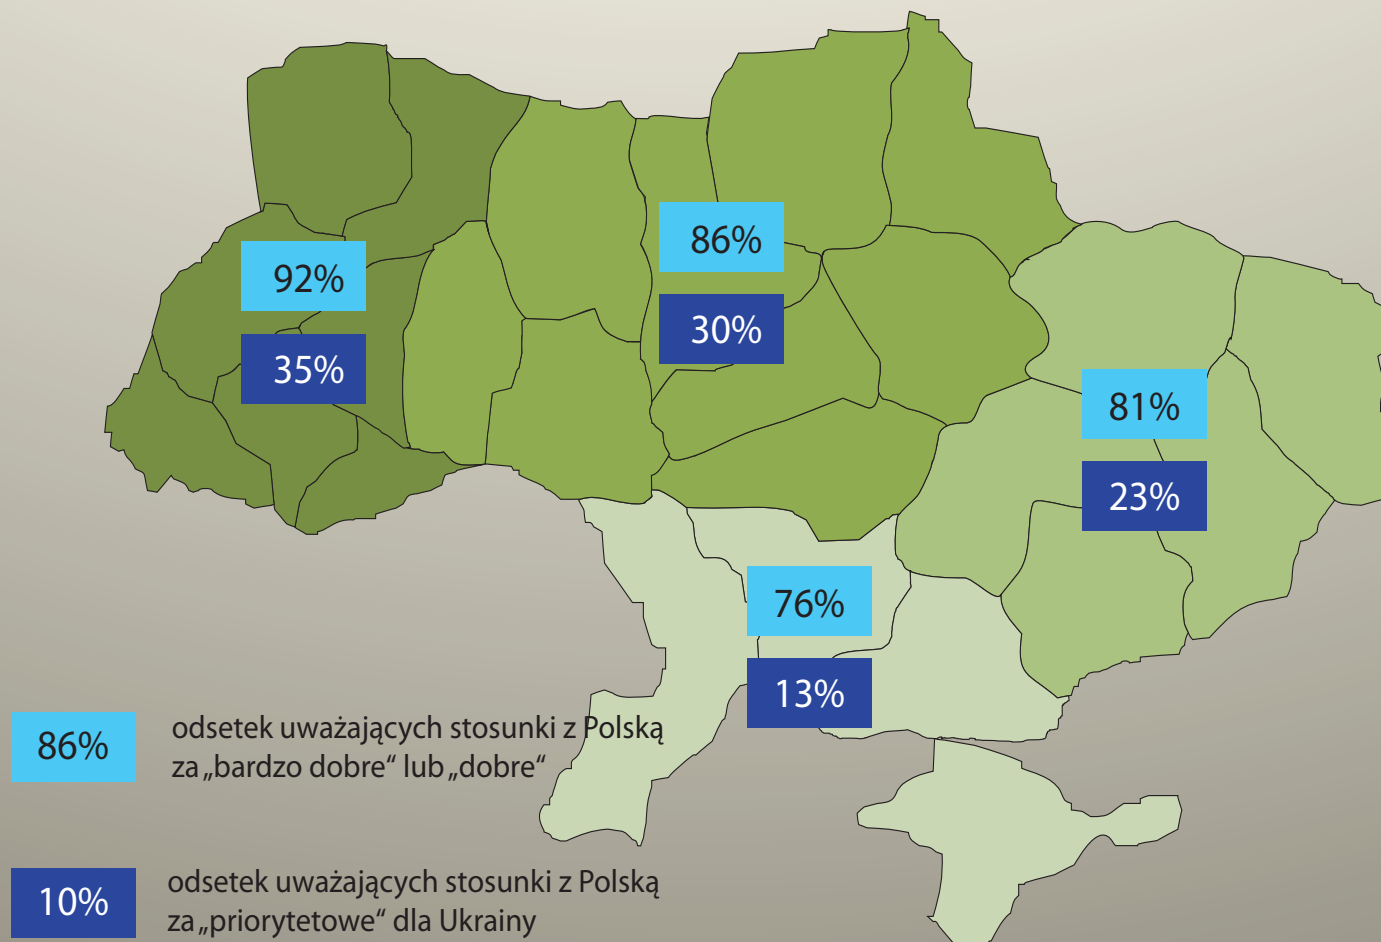 86%
92%
30%
35%
81%
23%
76%
13%
86%
odsetek uważających stosunki z Polską
za „bardzo dobre“ lub „dobre“
10%
odsetek uważających stosunki z Polską
za „priorytetowe“ dla Ukrainy